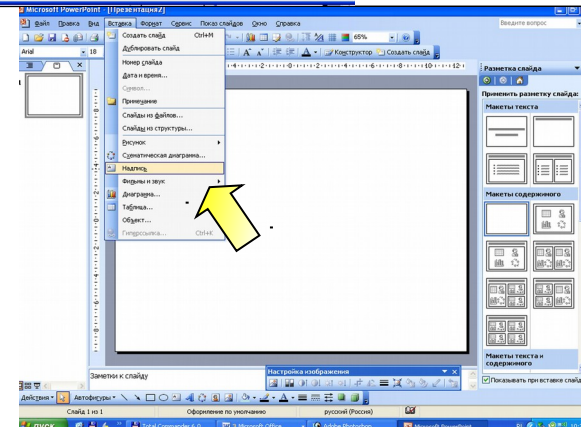 Microsoft PowerPoint - [Презентация2]
Файл Правка Вид Вставка Формат Сервис Показ слайдов Окно Справка
Введите вопрос
65%
Arial 18
Конструктор Создать слайд
Создать слайд Ctrl+M
Дублировать слайд
Номер слайда
Дата и время...
Символ...
Примечание
Слайды из файлов...
Слайды из структуры...
Рисунок
Схематическая диаграмма...
Надпись
Фильмы и звук
Диаграмма...
Таблица...
Объект...
Гиперссылка... Ctrl+K
Разметка слайда
Применить разметку слайда:
Макеты текста
Макеты содержимого
Макеты текста и
содержимого
Показывать при вставке слайд
Заметки к слайду
Настройка изображения
Действия Автофигуры
Слайд 1 из 1 Оформление по умолчанию русский (Россия)
пуск Total Commander 6.0 Microsoft Office Adobe Photoshop Microsoft PowerPoint RU